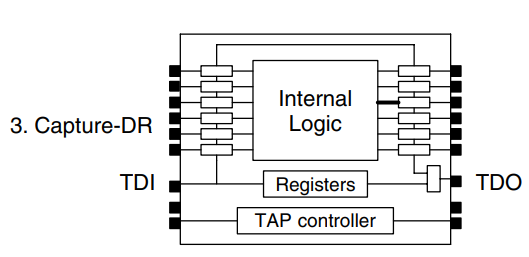 Internal
Logic
3. Capture-DR
TDI
Registers
TDO
TAP controller